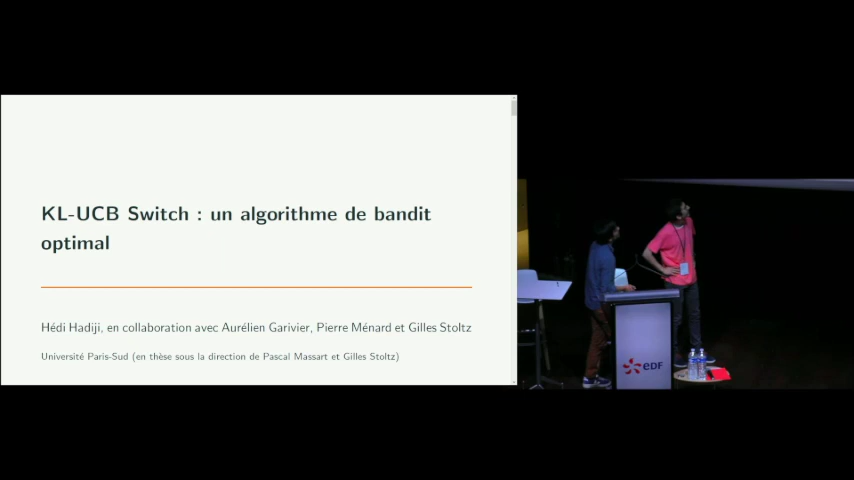 KL-UCB Switch : un algorithme de bandit
optimal
Hédi Hadiji, en collaboration avec Aurélien Garivier, Pierre Ménard et Gilles Stoltz
Université Paris-Sud (en thèse sous la direction de Pascal Massart et Gilles Stoltz)
eDF